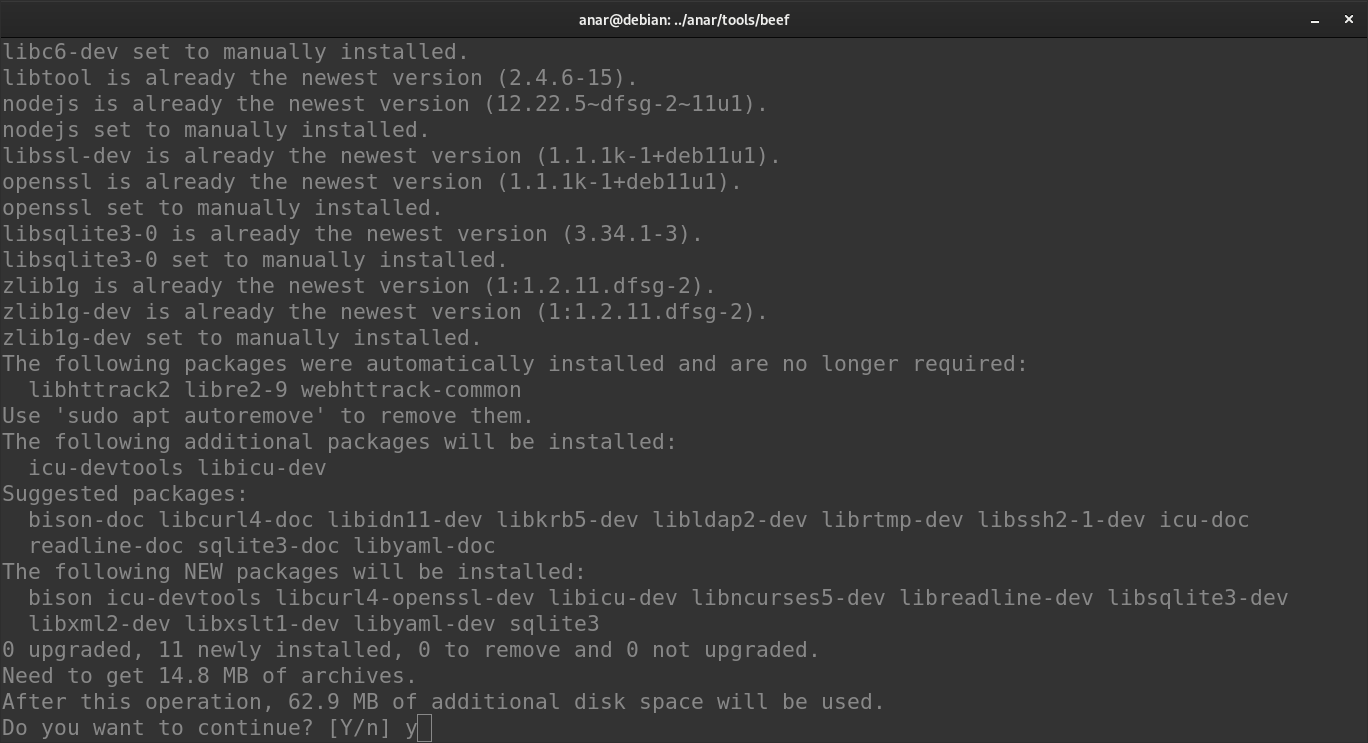 anar@debian: ../anar/tools/beef
libc6-dev set to manually installed.
libtool is already the newest version (2.4.6-15).
nodejs is already the newest version (12.22.5~dfsg-2~11u1).
nodejs set to manually installed.
libssl-dev is already the newest version (1.1.1k-1+deb11u1).
openssl is already the newest version (1.1.1k-1+deb11u1).
openssl set to manually installed.
libsqlite3-0 is already the newest version (3.34.1-3).
libsqlite3-0 set to manually installed.
zlib1g is already the newest version (1:1.2.11.dfsg-2).
zlib1g-dev is already the newest version (1:1.2.11.dfsg-2).
zlib1g-dev set to manually installed.
The following packages were automatically installed and are no longer required:
  libhttrack2 libre2-9 webhttrack-common
Use 'sudo apt autoremove' to remove them.
The following additional packages will be installed:
  icu-devtools libicu-dev
Suggested packages:
  bison-doc libcurl4-doc libidn11-dev libkrb5-dev libldap2-dev librtmp-dev libssh2-1-dev icu-doc
  readline-doc sqlite3-doc libyaml-doc
The following NEW packages will be installed:
  bison icu-devtools libcurl4-openssl-dev libicu-dev libncurses5-dev libreadline-dev libsqlite3-dev
  libxml2-dev libxslt1-dev libyaml-dev sqlite3
0 upgraded, 11 newly installed, 0 to remove and 0 not upgraded.
Need to get 14.8 MB of archives.
After this operation, 62.9 MB of additional disk space will be used.
Do you want to continue? [Y/n] y